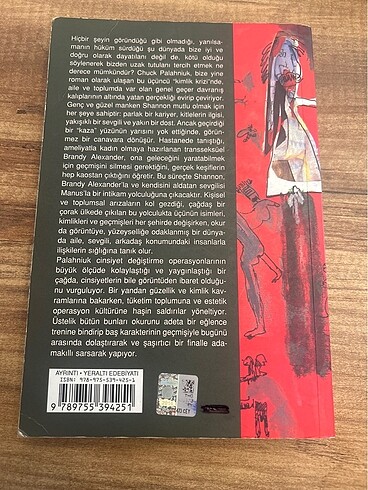 Hiçbir şeyin göründüğü gibi olmadığı, yanılsa-
manın hüküm sürdüğü şu dünyada bize iyi ve
doğru olarak dayatılanı değil de, kötü olduğu
söylenerek bizden uzak tutulanı tercih etmek ne
derece mümkündür? Chuck Palahniuk, bize yine
roman olarak ulaşan bu üçüncü "kimlik krizi"nde,
aile ve toplumda var olan genel geçer davranış
kalıplarının altında yatan gerçekliği evirip çeviriyor.
Genç ve güzel manken Shannon mutlu olmak için
her şeye sahiptir: parlak bir kariyer, kitlelerin ilgisi,
yakışıklı bir sevgili ve yakın bir dost. Ancak geçirdiği
bir "kaza" yüzünün yarısını yok ettiğinde, görün-
mez bir canavara dönüşür. Hastanede tanıştığı,
ameliyatla kadın olmaya hazırlanan transseksüel
Brandy Alexander, ona geleceğini yaratabilmek
için geçmişini silmesi gerektiğini, gerçek keşiflerin
hep kaostan çıktığını öğretir. Bu süreçte Shannon,
Brandy Alexander'la ve kendisini aldatan sevgilisi
Manus'la bir intikam yolculuğuna çıkacaktır. Kişisel
ve toplumsal arızaların kol gezdiği, çağdaş bir
çorak ülkede çıkılan bu yolculukta üçünün isimleri,
kimlikleri ve geçmişleri her şehirde değişirken, okur
da görüntüye, yüzeyselliğe odaklanmış bir dünya-
da aile, sevgili, arkadaş konumundaki insanlarla
ilişkilerin sığlığına tanık olur.
Palahniuk cinsiyet değiştirme operasyonlarının
büyük ölçüde kolaylaştığı ve yaygınlaştığı bir
çağda, cinsiyetlerin bile görüntüden ibaret olduğu-
nu vurguluyor. Bir yandan güzellik ve kimlik kav-
ramlarına bakarken, tüketim toplumuna ve estetik
operasyon kültürüne haşin saldırılar yöneltiyor.
Üstelik bütün bunları okurunu adeta bir eğlence
trenine bindirip baş karakterinin geçmişiyle bugünü
arasında dolaştırarak ve şaşırtıcı bir finalle ada-
makıllı sarsarak yapıyor.
AYRINTI • YERALTI EDEBİYATI
ISBN: 978-975-539-425-1
9 789755 394251